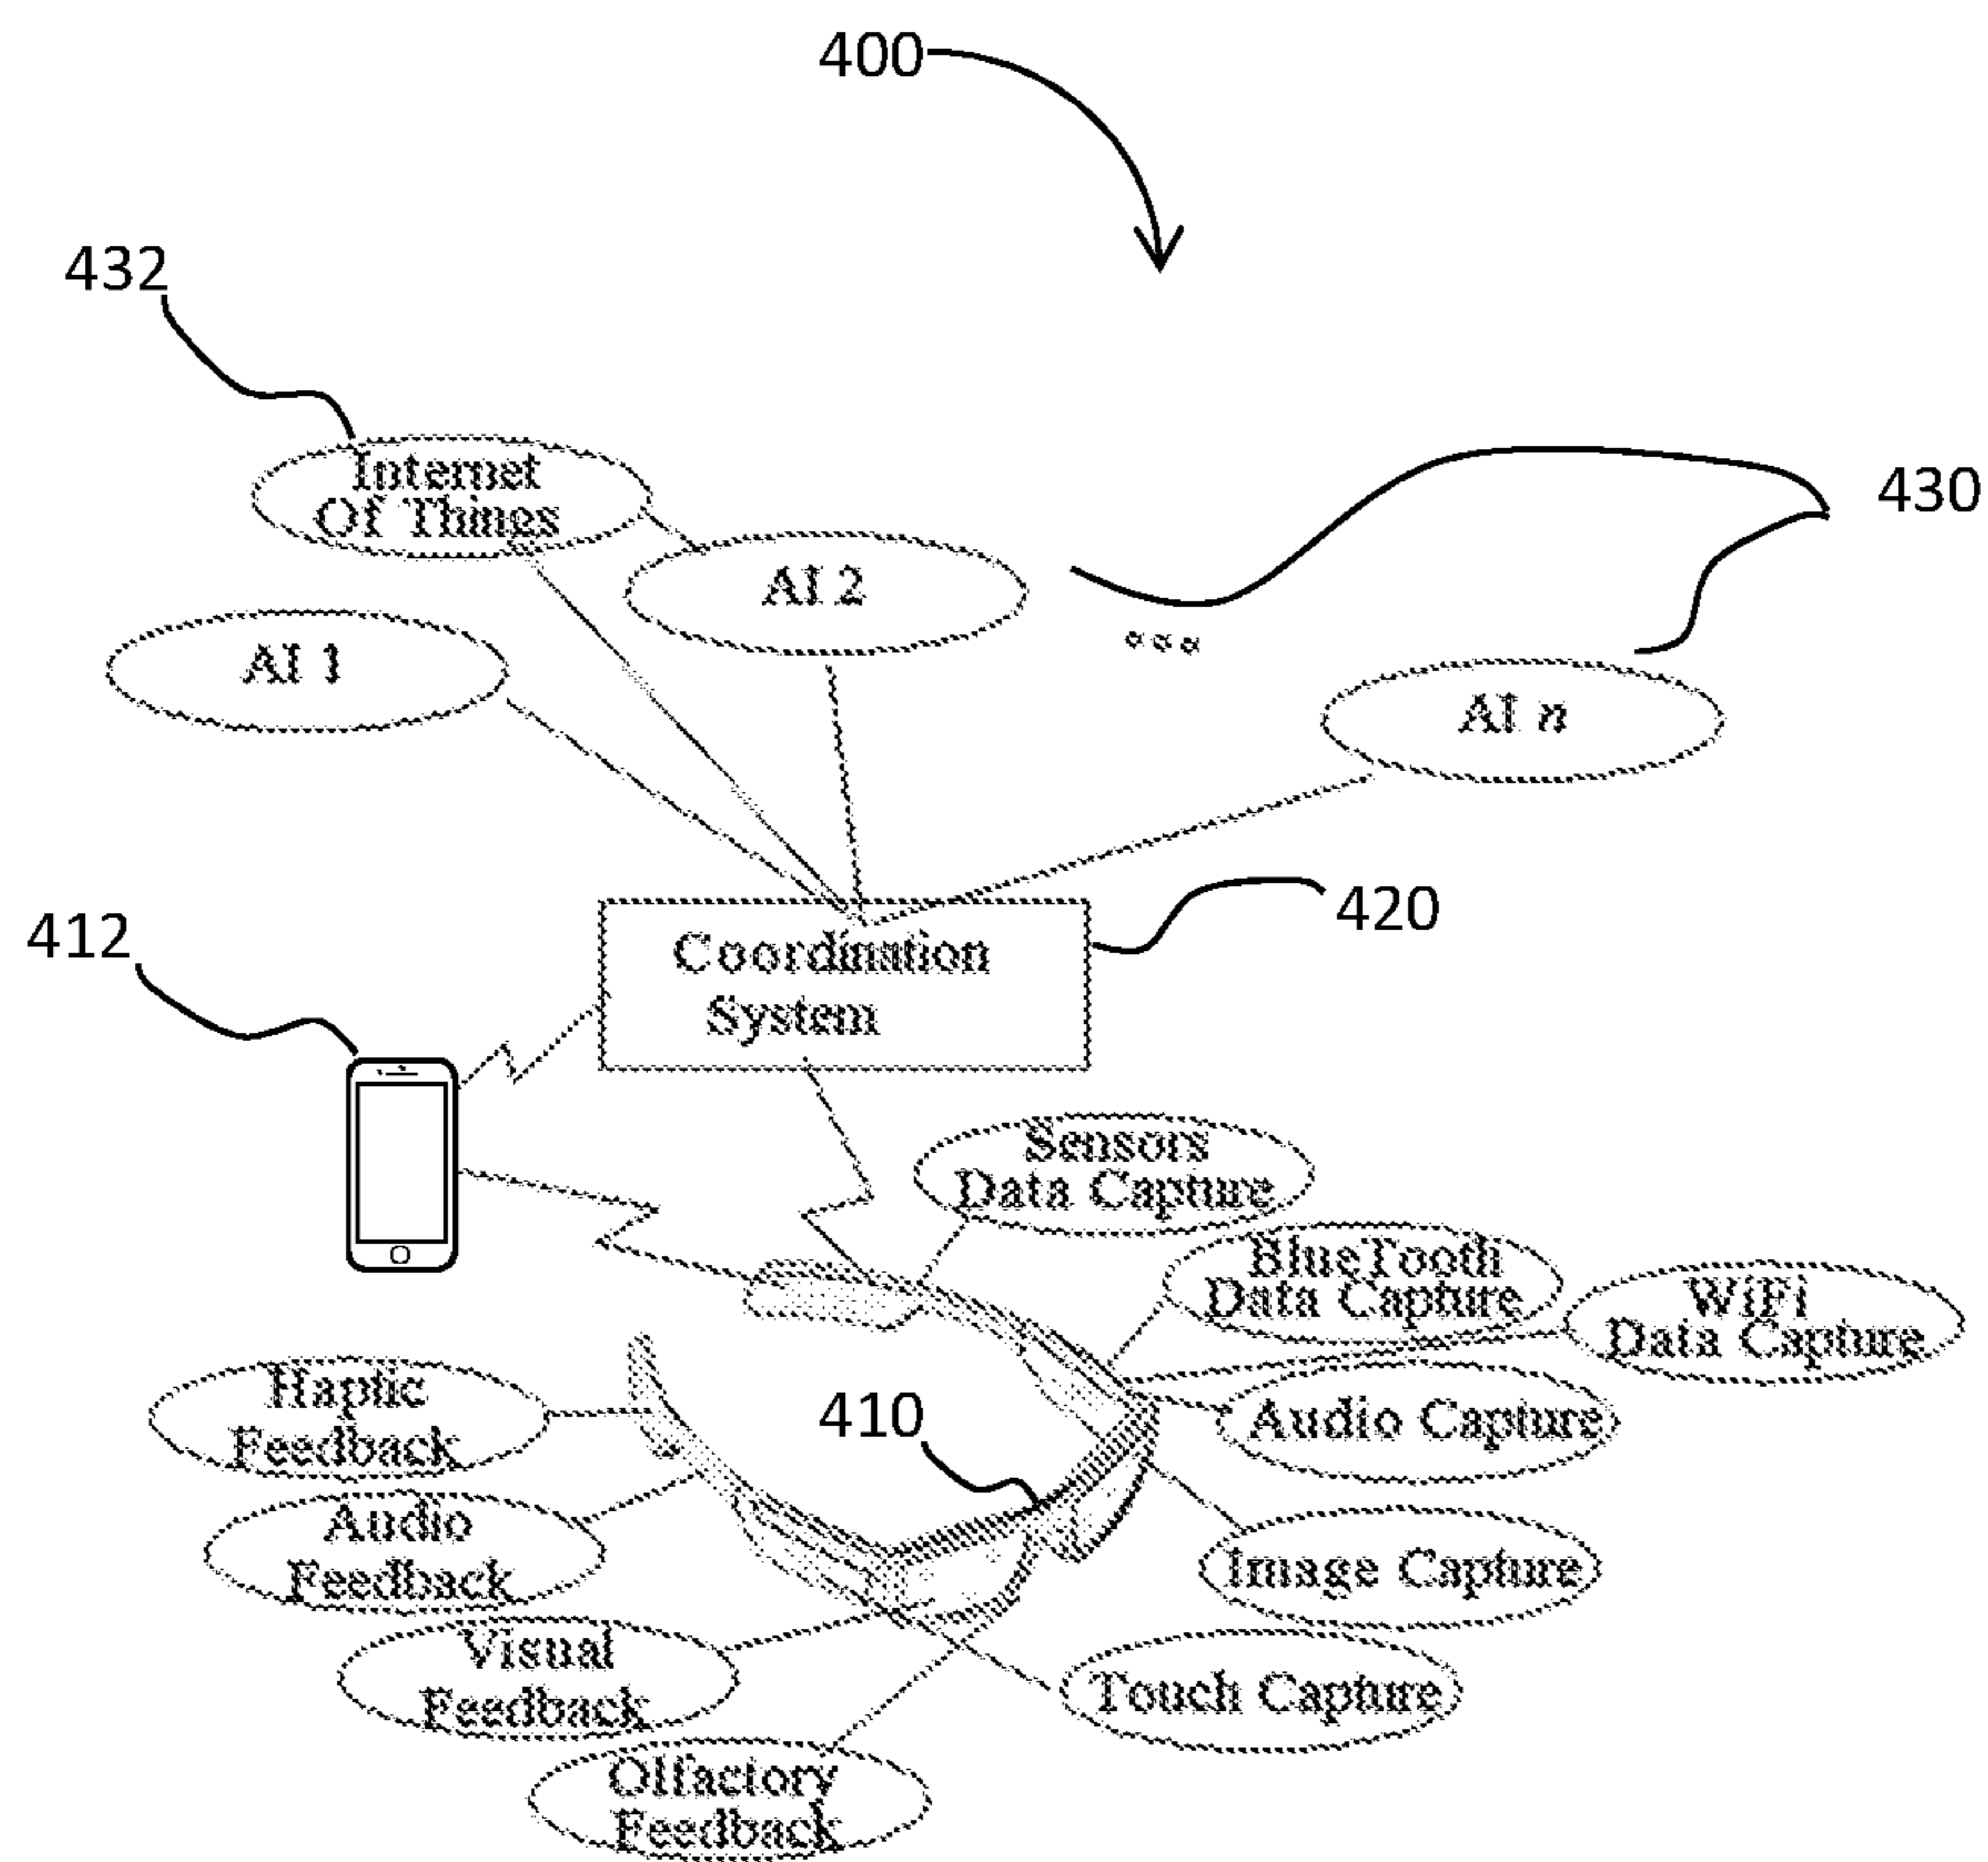 400
432
Internet
Of Things
430
AI 2
AI 1
AI n
420
412
Coordination
System
Sensors
Data Capture
BlueTooth
Data Capture
WiFi
Data Capture
Haptic
Feedback
410
Audio Capture
Audio
Feedback
Image Capture
Visual
Feedback
Touch Capture
Olfactory
Feedback